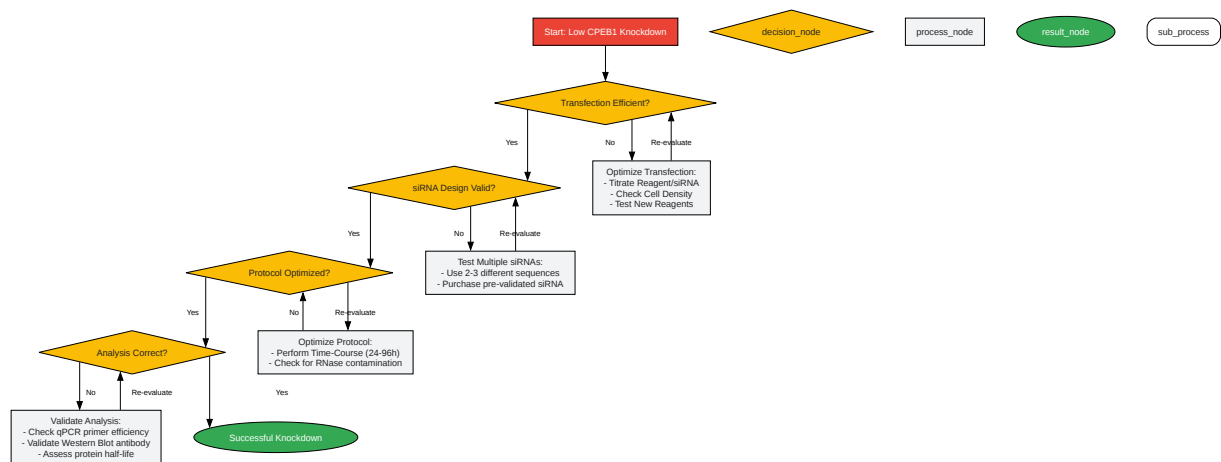 Start: Low CPEB1 Knockdown
decision_node
process_node
result_node
sub_process
Transfection Efficient?
Yes
No
Re-evaluate
Optimize Transfection:
- Titrate Reagent/siRNA
- Check Cell Density
- Test New Reagents
siRNA Design Valid?
Yes
No
Re-evaluate
Test Multiple siRNAs:
- Use 2-3 different sequences
- Purchase pre-validated siRNA
Protocol Optimized?
Yes
No
Re-evaluate
Optimize Protocol:
- Perform Time-Course (24-96h)
- Check for RNase contamination
Analysis Correct?
No
Re-evaluate
Yes
Validate Analysis:
- Check qPCR primer efficiency
- Validate Western Blot antibody
- Assess protein half-life
Successful Knockdown